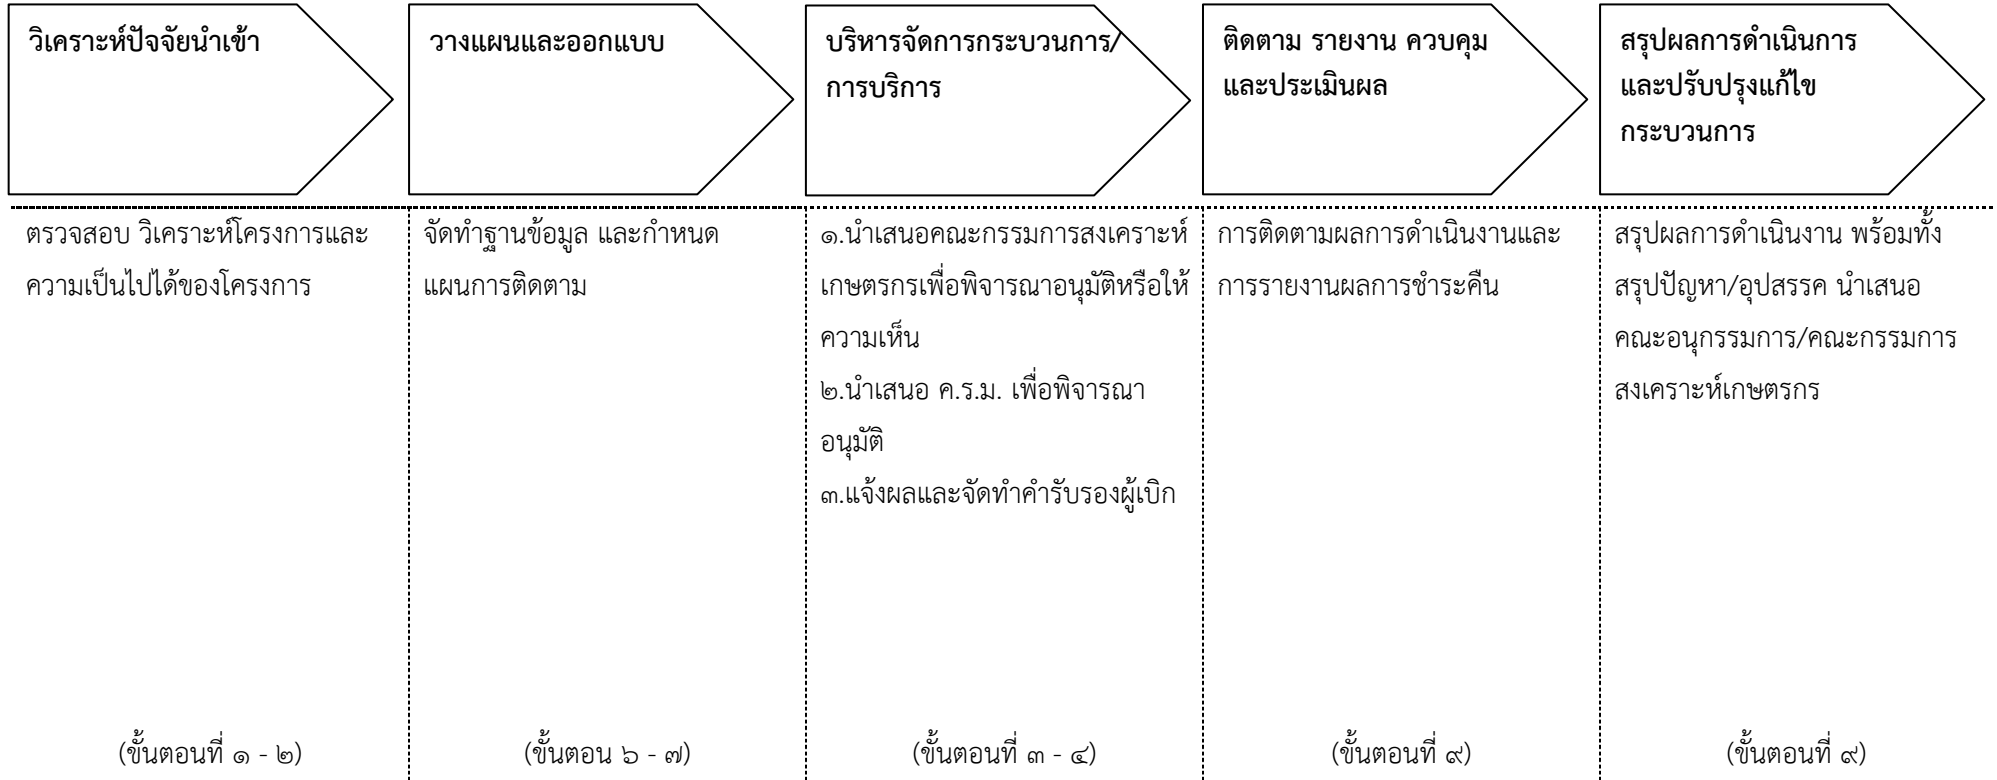 วิเคราะห์ปัจจัยนำเข้า
ตรวจสอบ วิเคราะห์โครงการและ
ความเป็นไปได้ของโครงการ
(ขั้นตอนที่ ๑ - ๒)
วางแผนและออกแบบ
จัดทำฐานข้อมูล และกำหนด
แผนการติดตาม
(ขั้นตอน ๖ - ๗)
บริหารจัดการกระบวนการ/
การบริการ
๑.นำเสนอคณะกรรมการสงเคราะห์
เกษตรกรเพื่อพิจารณาอนุมัติหรือให้
ความเห็น
๒.นำเสนอ ค.ร.ม. เพื่อพิจารณา
อนุมัติ
๓.แจ้งผลและจัดทำคำรับรองผู้เบิก
(ขั้นตอนที่ ๓ - ๔)
ติดตาม รายงาน ควบคุม
และประเมินผล
การติดตามผลการดำเนินงานและ
การรายงานผลการชำระคืน
(ขั้นตอนที่ ๙)
สรุปผลการดำเนินการ
และปรับปรุงแก้ไข
กระบวนการ
สรุปผลการดำเนินงาน พร้อมทั้ง
สรุปปัญหา/อุปสรรค นำเสนอ
คณะอนุกรรมการ/คณะกรรมการ
สงเคราะห์เกษตรกร
(ขั้นตอนที่ ๙)